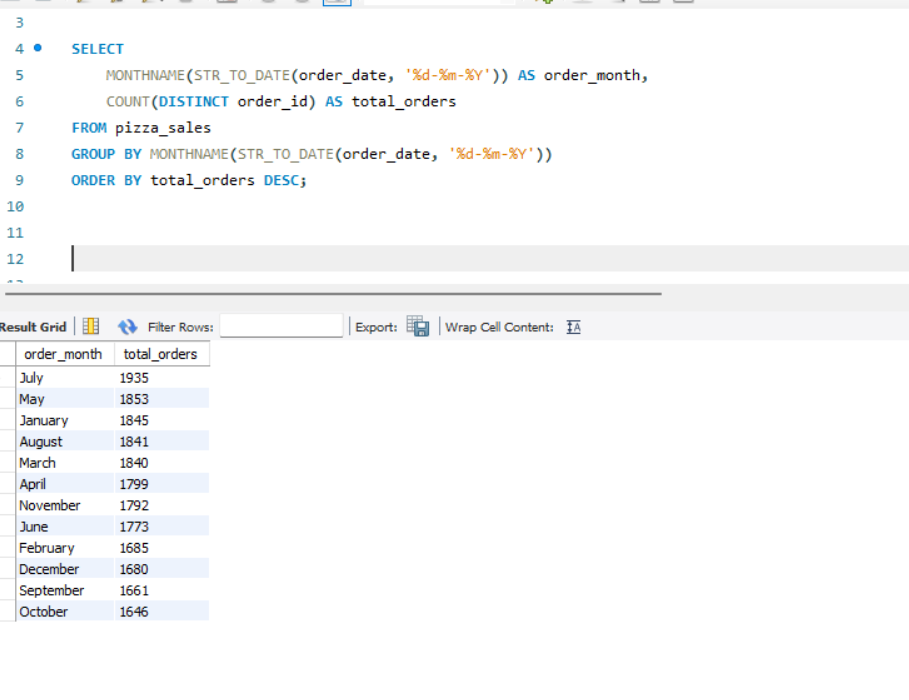 3
4 SELECT
5 MONTHNAME(STR_TO_DATE(order_date, '%d-%m-%Y')) AS order_month,
6 COUNT(DISTINCT order_id) AS total_orders
7 FROM pizza_sales
8 GROUP BY MONTHNAME(STR_TO_DATE(order_date, '%d-%m-%Y'))
9 ORDER BY total_orders DESC;
10
11
12
Result Grid Filter Rows: Export: Wrap Cell Content: IA
order_month total_orders
July 1935
May 1853
January 1845
August 1841
March 1840
April 1799
November 1792
June 1773
February 1685
December 1680
September 1661
October 1646